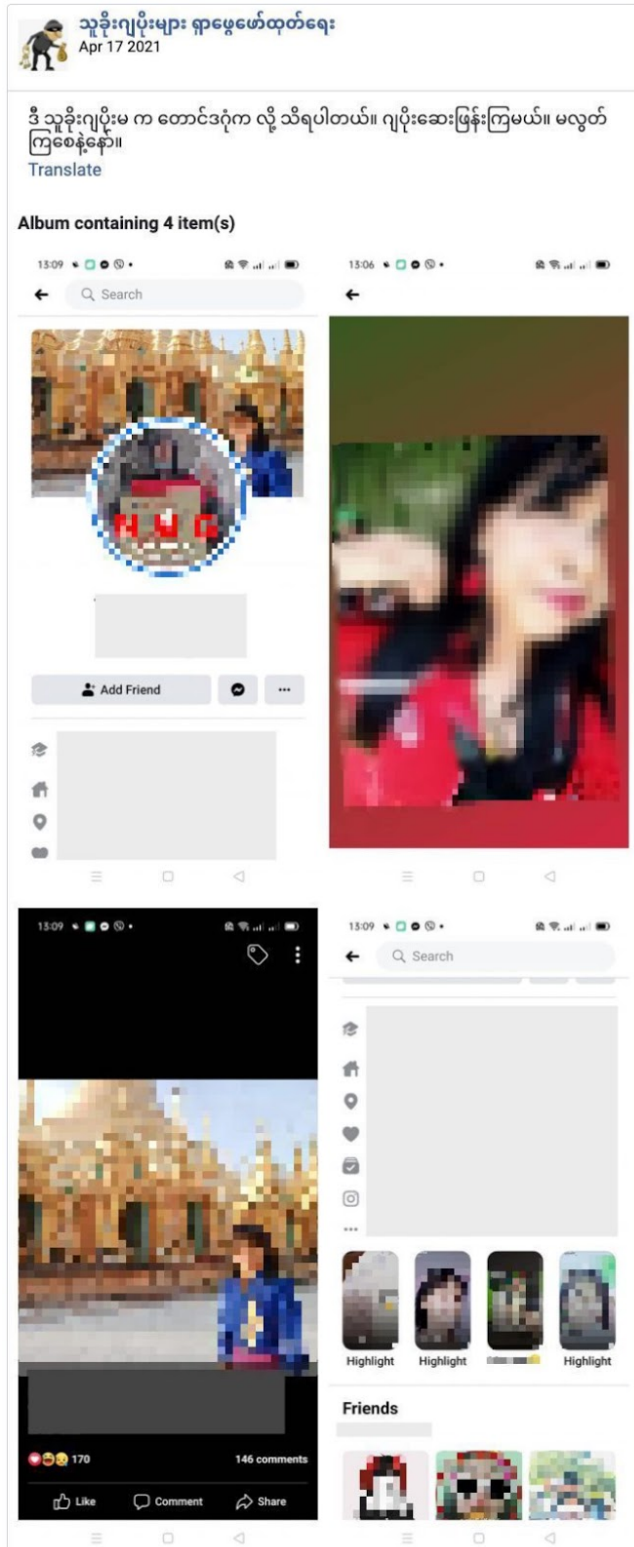 သူခိုးဂျပိုးများ ရှာဖွေဖော်ထုတ်ရေး
Apr 17 2021
ဒီ သူခိုးဂျပိုးမ က တောင်ဒဂုံက လို့ သိရပါတယ်။ ဂျပိုးဆေးဖြန်းကြမယ်။ မလွတ်
ကြစေနဲ့နော်။
Translate
Album containing 4 item(s)
13:09
Search
NUG
Add Friend
13:06
13:09
170
146 comments
Like
Comment
Share
13:09
Search
Highlight
Highlight
Highlight
Friends